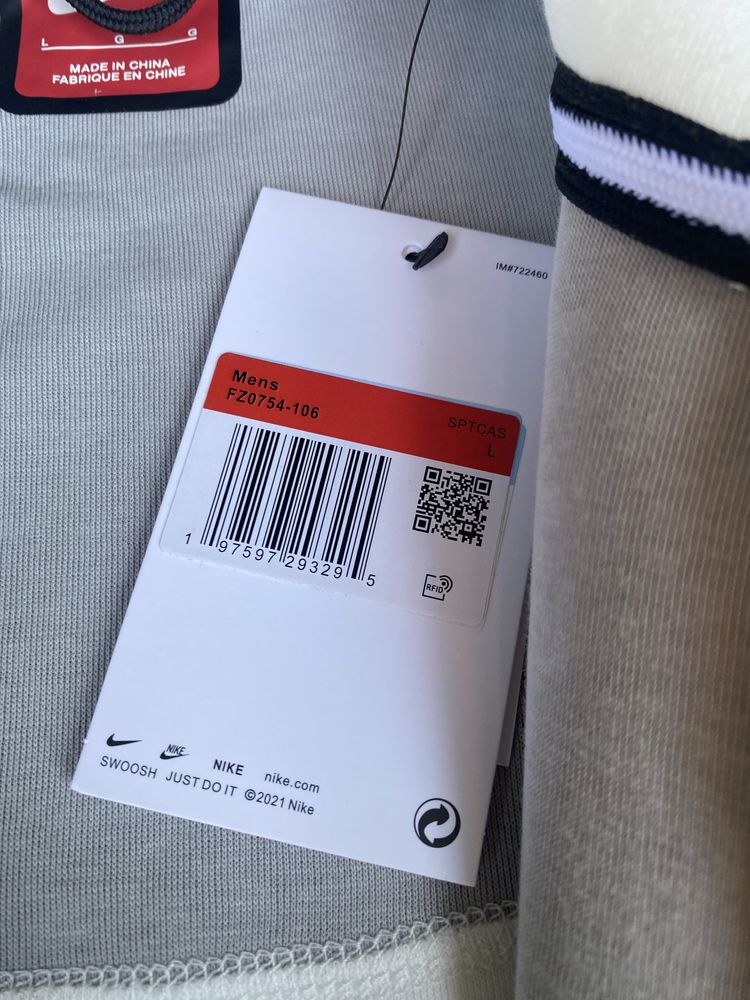 L G G
MADE IN CHINA
FABRIQUE EN CHINE
IM#722460
Mens
FZ0754-106
SPTCAS
L
1 97597 29329 5
RFID
NIKE
NIKE
nike.com
SWOOSH JUST DO IT ©2021 Nike